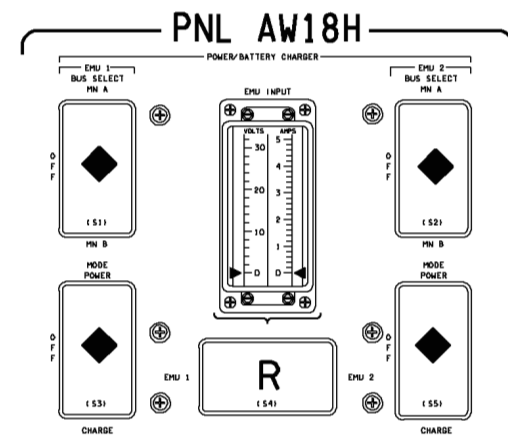 PNL AW18H
POWER/BATTERY CHARGER
EMU 1
BUS SELECT
MN A
EMU INPUT
EMU 2
BUS SELECT
MN A
OFF
(S1)
MN B
VOLTS AMPS
30
20
10
0
5
4
3
2
1
0
OFF
(S2)
MN B
MODE
POWER
OFF
(S3)
CHARGE
EMU 1
R
(S4)
EMU 2
MODE
POWER
OFF
(S5)
CHARGE